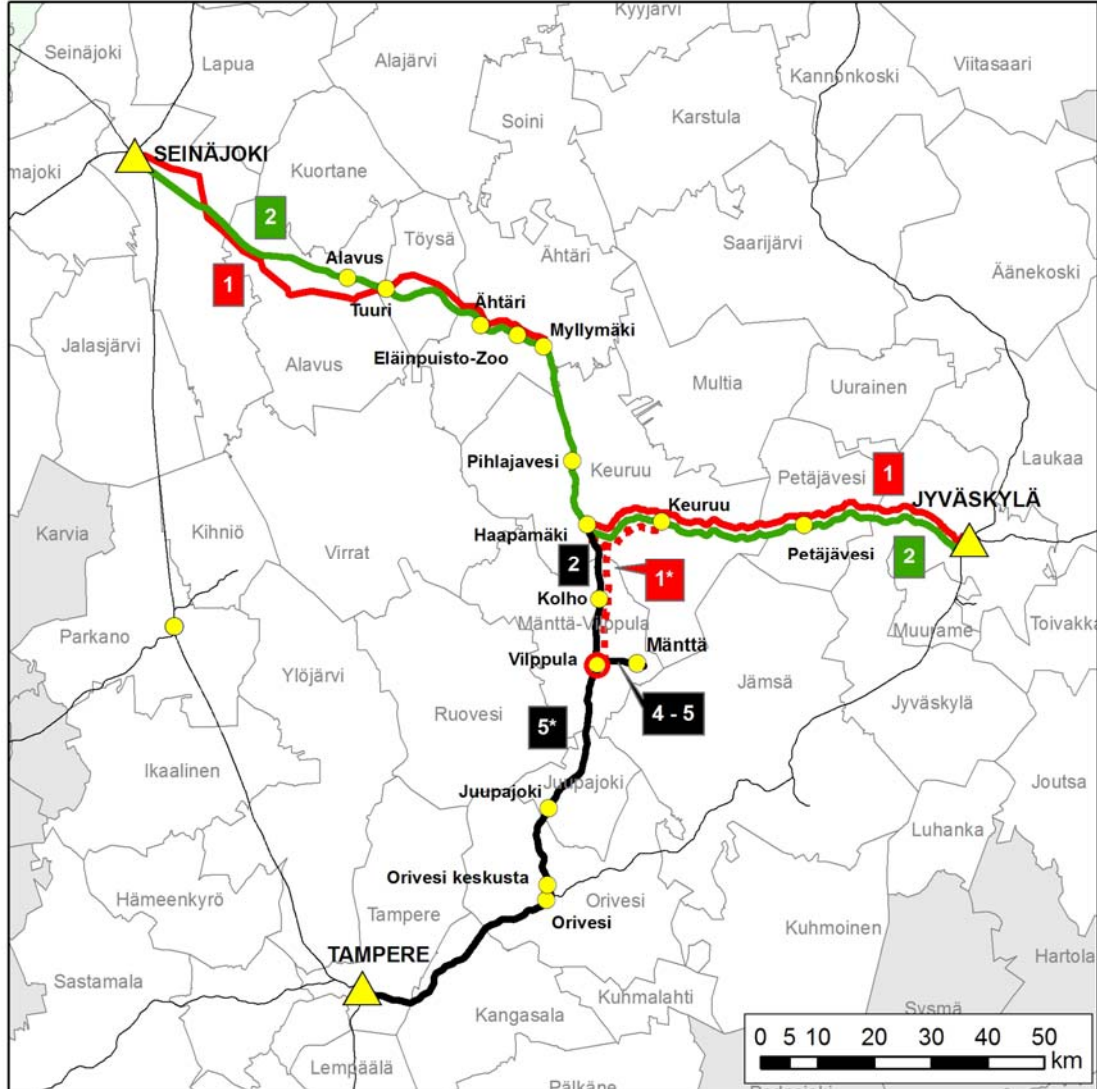 Kyyjärvi
Seinäjoki
Lapua
Alajärvi
Kannonkoski
Viitasaari
Soini
Karstula
SEINÄJOKI
Kuortane
2
Töysä
Saarijärvi
Alavus
Ähtäri
Äänekoski
1
Tuuri
Ähtäri
Myllymäki
Jalasjärvi
Alavus
Eläinpuisto-Zoo
Multia
Uurainen
Pihlajavesi
Keuruu
Petäjävesi
1
Laukaa
JYVÄSKYLÄ
Keuruu
Karvia
Kihniö
Haapamäki
Virrat
Petäjävesi
2
2
1*
Kolho
Mänttä-Vilppula
Muurame
Toivakka
Parkano
Mänttä
Vilppula
Ylöjärvi
Jämsä
Ruovesi
4 - 5
Jyväskylä
5*
Ikaalinen
Juupajoki
Juupajoki
Joutsa
Luhanka
Orivesi keskusta
Hämeenkyrö
Orivesi
Tampere
Orivesi
Kuhmoinen
TAMPERE
Hartola
Sastamala
Kuhmalahti
Sysmä
Kangasala
0 5 10 20 30 40 50
km
Lempäälä
Pälkäne